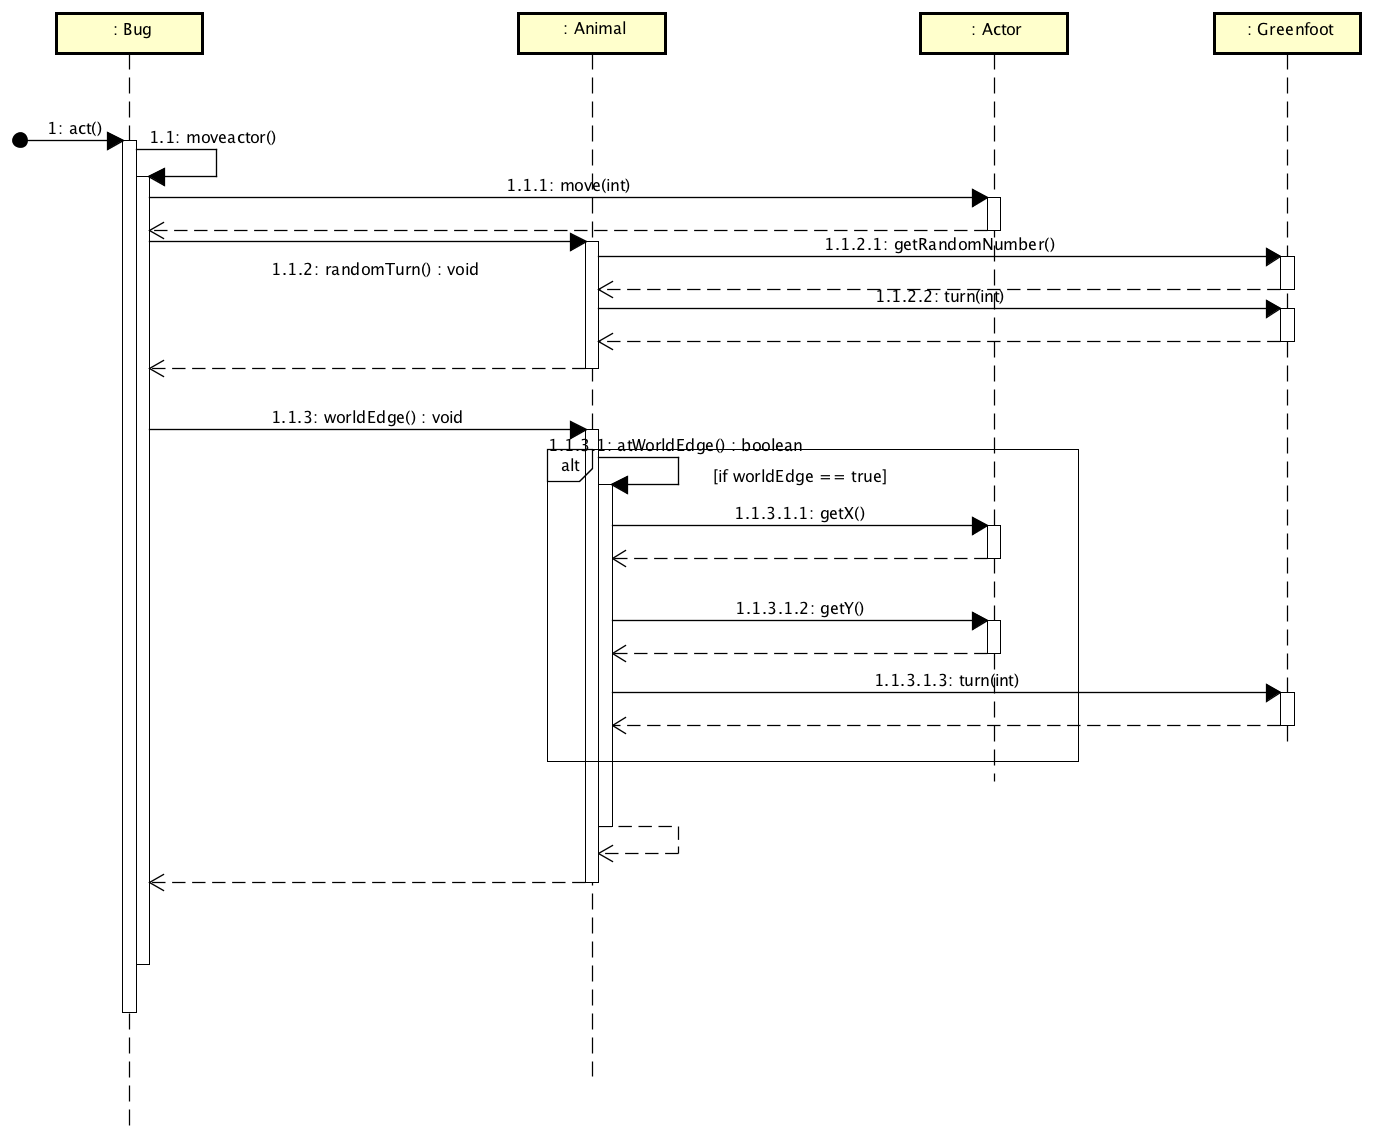 : Bug
: Animal
: Actor
: Greenfoot
1: act()
1.1: moveactor()
1.1.1: move(int)
1.1.2.1: getRandomNumber()
1.1.2: randomTurn() : void
1.1.2.2: turn(int)
1.1.3: worldEdge() : void
1.1.3.1: atWorldEdge() : boolean
alt
[if worldEdge == true]
1.1.3.1.1: getX()
1.1.3.1.2: getY()
1.1.3.1.3: turn(int)